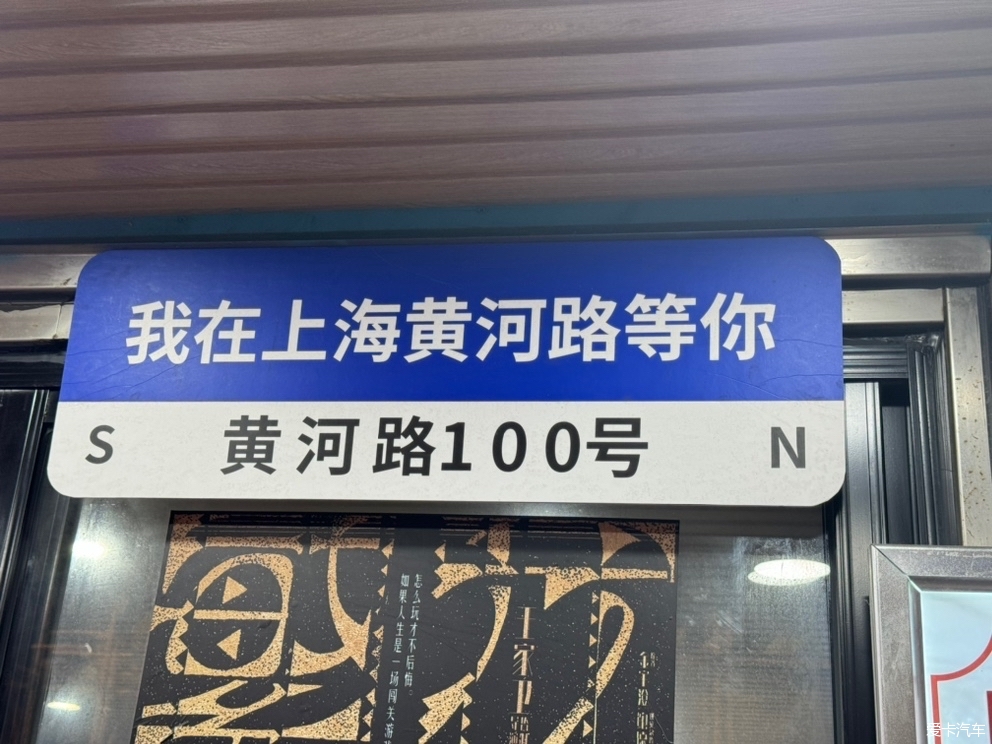 我在上海黄河路等你
S 黄河路100号 N
怎么玩才不后悔
如果人生是一场闯关游
爱卡汽车